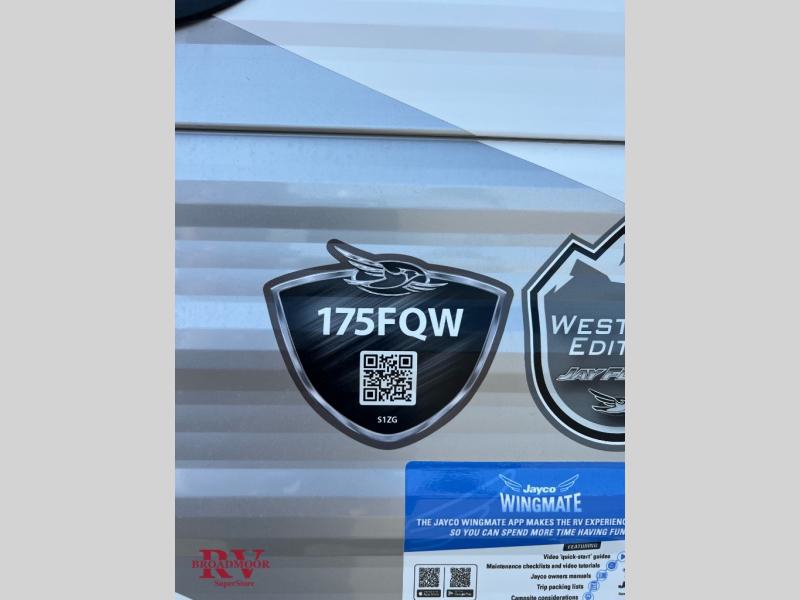 175FQW
S1ZG
WEST
EDIT
JAY F
Jayco
WINGMATE
THE JAYCO WINGMATE APP MAKES THE RV EXPERIENC
SO YOU CAN SPEND MORE TIME HAVING FUN
FEATURING
Video 'quick-start' guides
Maintenance checklists and video tutorials
Jayco owners manuals
Trip packing lists
Campsite considerations
RV
BROADMOOR
SuperStore